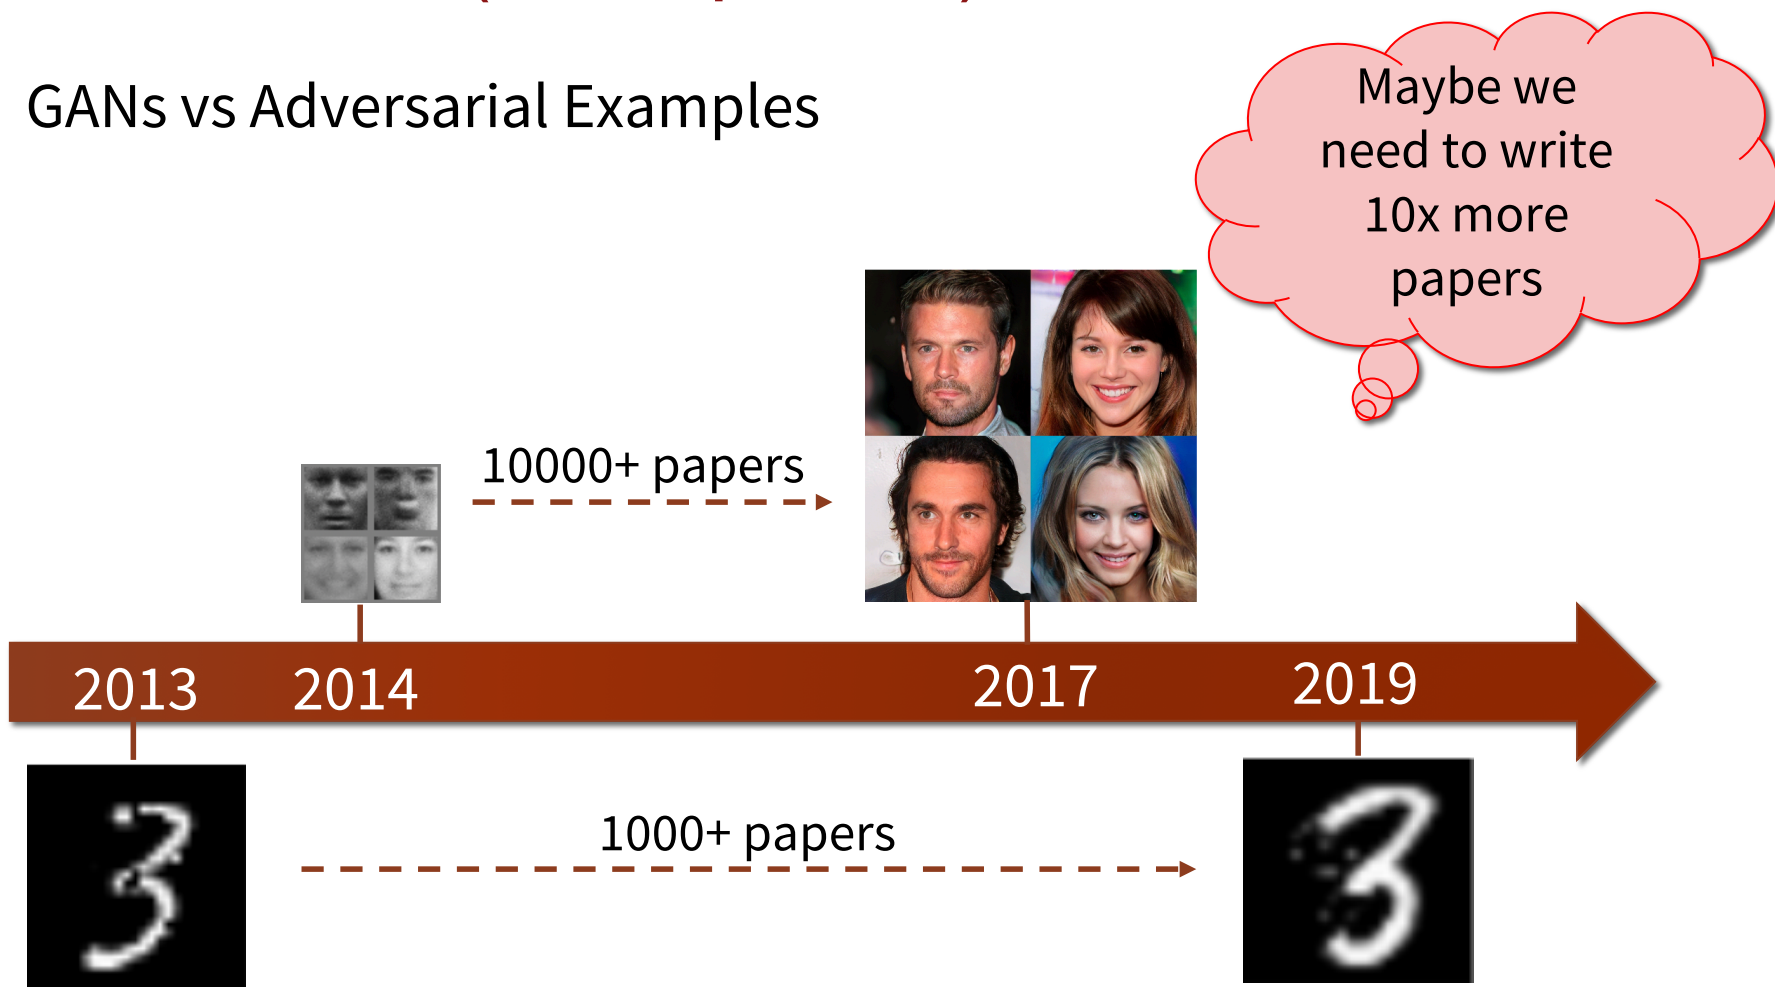 GANs vs Adversarial Examples
Maybe we
need to write
10x more
papers
10000+ papers
2013
2014
2017
2019
1000+ papers